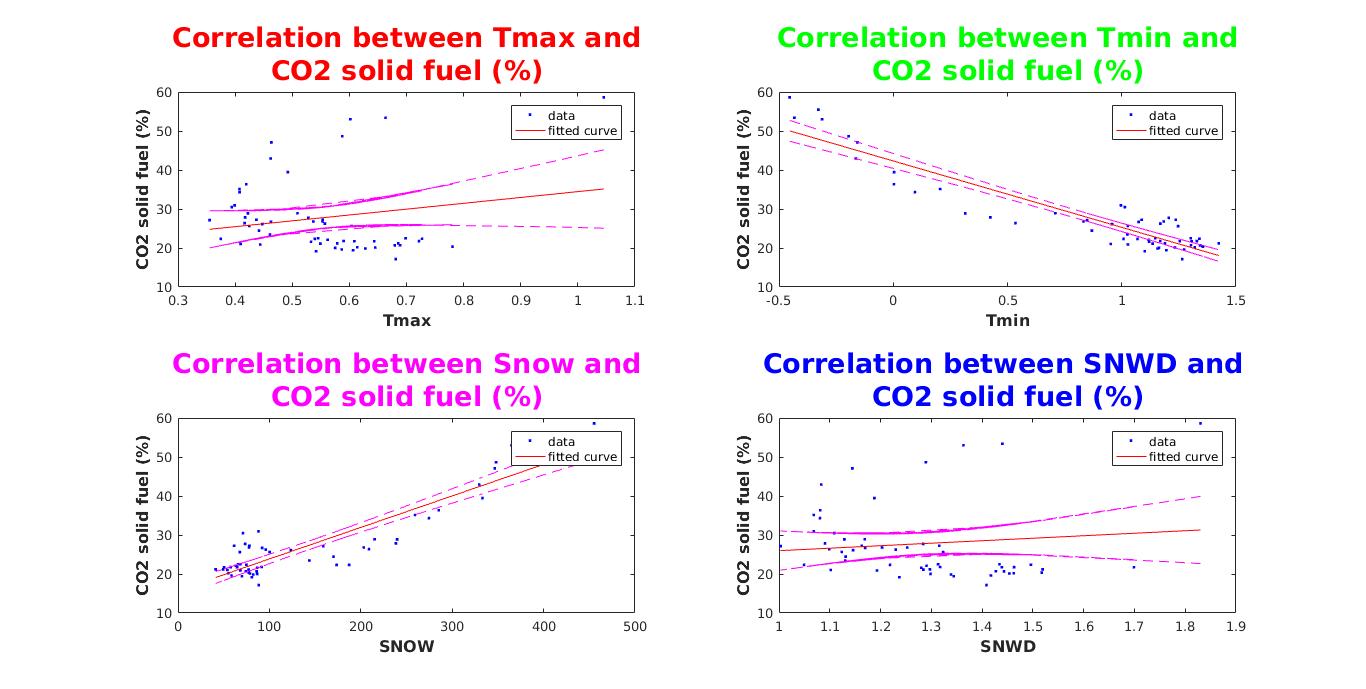 Correlation between Tmax and
CO2 solid fuel (%)
CO2 solid fuel (%)
60
50
40
30
20
10
data
fitted curve
0.3 0.4 0.5 0.6 0.7 0.8 0.9 1 1.1
Tmax
Correlation between Tmin and
CO2 solid fuel (%)
CO2 solid fuel (%)
60
50
40
30
20
10
data
fitted curve
-0.5 0 0.5 1 1.5
Tmin
Correlation between Snow and
CO2 solid fuel (%)
CO2 solid fuel (%)
60
50
40
30
20
10
data
fitted curve
0 100 200 300 400 500
SNOW
Correlation between SNWD and
CO2 solid fuel (%)
CO2 solid fuel (%)
60
50
40
30
20
10
data
fitted curve
1 1.1 1.2 1.3 1.4 1.5 1.6 1.7 1.8 1.9
SNWD